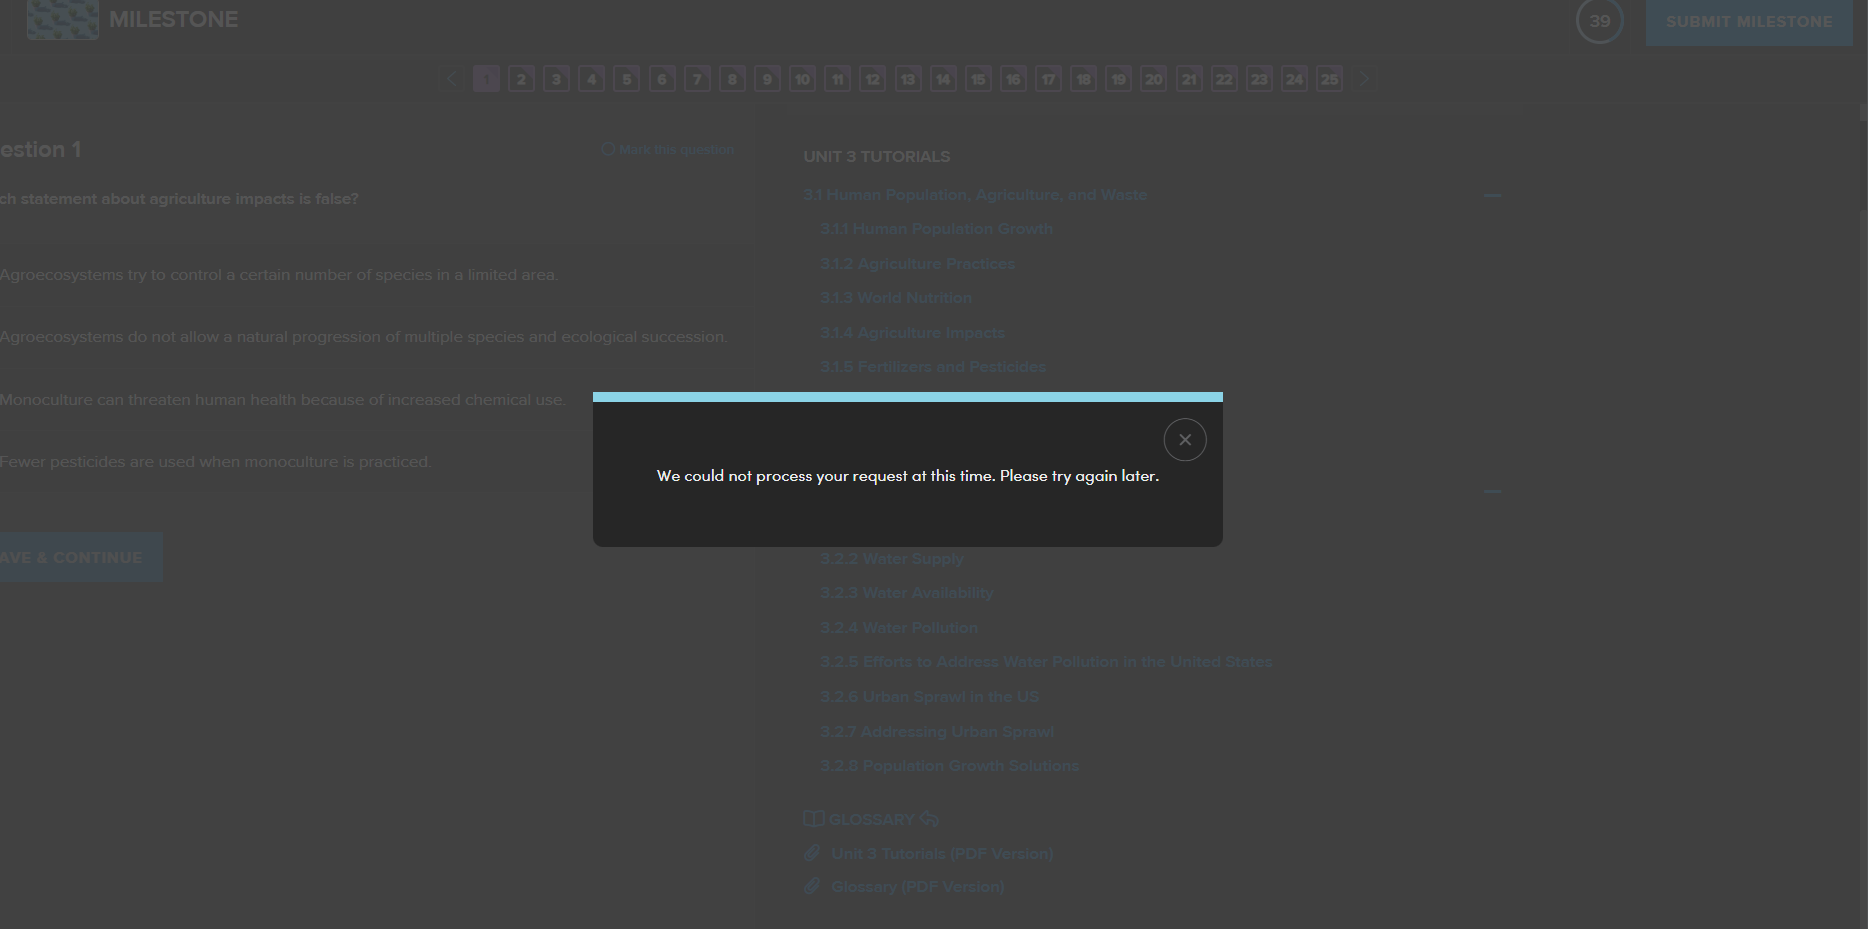 MILESTONE
39
SUBMIT MILESTONE
1 2 3 4 5 6 7 8 9 10 11 12 13 14 15 16 17 18 19 20 21 22 23 24 25
estion 1
Mark this question
ch statement about agriculture impacts is false?
Agroecosystems try to control a certain number of species in a limited area.
Agroecosystems do not allow a natural progression of multiple species and ecological succession.
Monoculture can threaten human health because of increased chemical use.
Fewer pesticides are used when monoculture is practiced.
AVE & CONTINUE
UNIT 3 TUTORIALS
3.1 Human Population, Agriculture, and Waste
3.1.1 Human Population Growth
3.1.2 Agriculture Practices
3.1.3 World Nutrition
3.1.4 Agriculture Impacts
3.1.5 Fertilizers and Pesticides
We could not process your request at this time. Please try again later.
3.2.2 Water Supply
3.2.3 Water Availability
3.2.4 Water Pollution
3.2.5 Efforts to Address Water Pollution in the United States
3.2.6 Urban Sprawl in the US
3.2.7 Addressing Urban Sprawl
3.2.8 Population Growth Solutions
GLOSSARY
Unit 3 Tutorials (PDF Version)
Glossary (PDF Version)